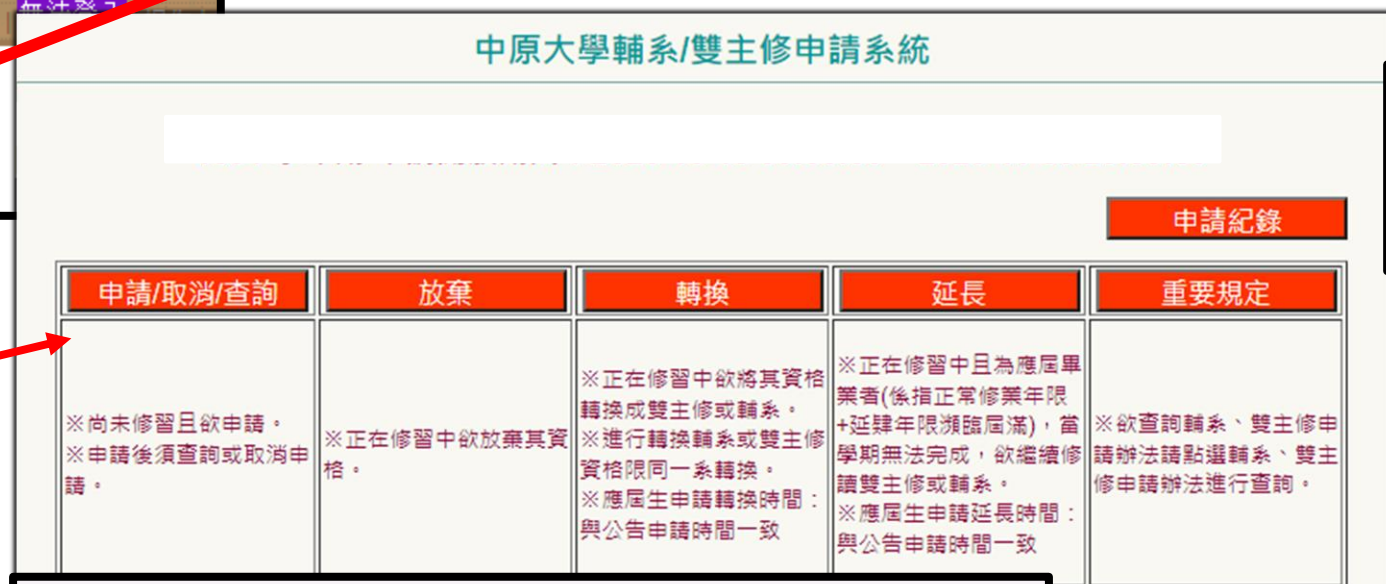 無法登入
中原大學輔系/雙主修申請系統
申請紀錄
申請/取消/查詢
放棄
轉換
延長
重要規定
※尚未修習且欲申請。
※申請後須查詢或取消申
請。
※正在修習中欲放棄其資
格。
※正在修習中欲將其資格
轉換成雙主修或輔系。
※進行轉換輔系或雙主修
資格限同一系轉換。
※應屆生申請轉換時間：
與公告申請時間一致
※正在修習中且為應屆畢
業者(係指正常修業年限
+延肄年限瀕臨屆滿)，當
學期無法完成，欲繼續修
讀雙主修或輔系。
※應屆生申請延長時間：
與公告申請時間一致
※欲查詢輔系、雙主修申
請辦法請點選輔系、雙主
修申請辦法進行查詢。